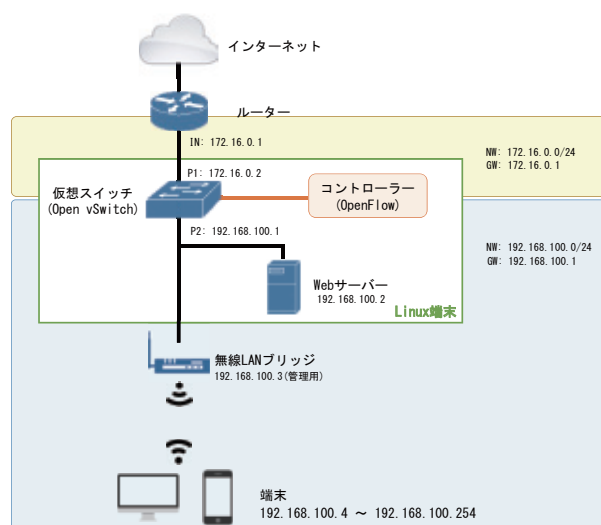 インターネット
ルーター
IN: 172.16.0.1
NW: 172.16.0.0/24
GW: 172.16.0.1
P1: 172.16.0.2
仮想スイッチ
(Open vSwitch)
コントローラー
(OpenFlow)
P2: 192.168.100.1
NW: 192.168.100.0/24
GW: 192.168.100.1
Webサーバー
192.168.100.2
Linux端末
無線LANブリッジ
192.168.100.3(管理用)
端末
192.168.100.4 ～ 192.168.100.254